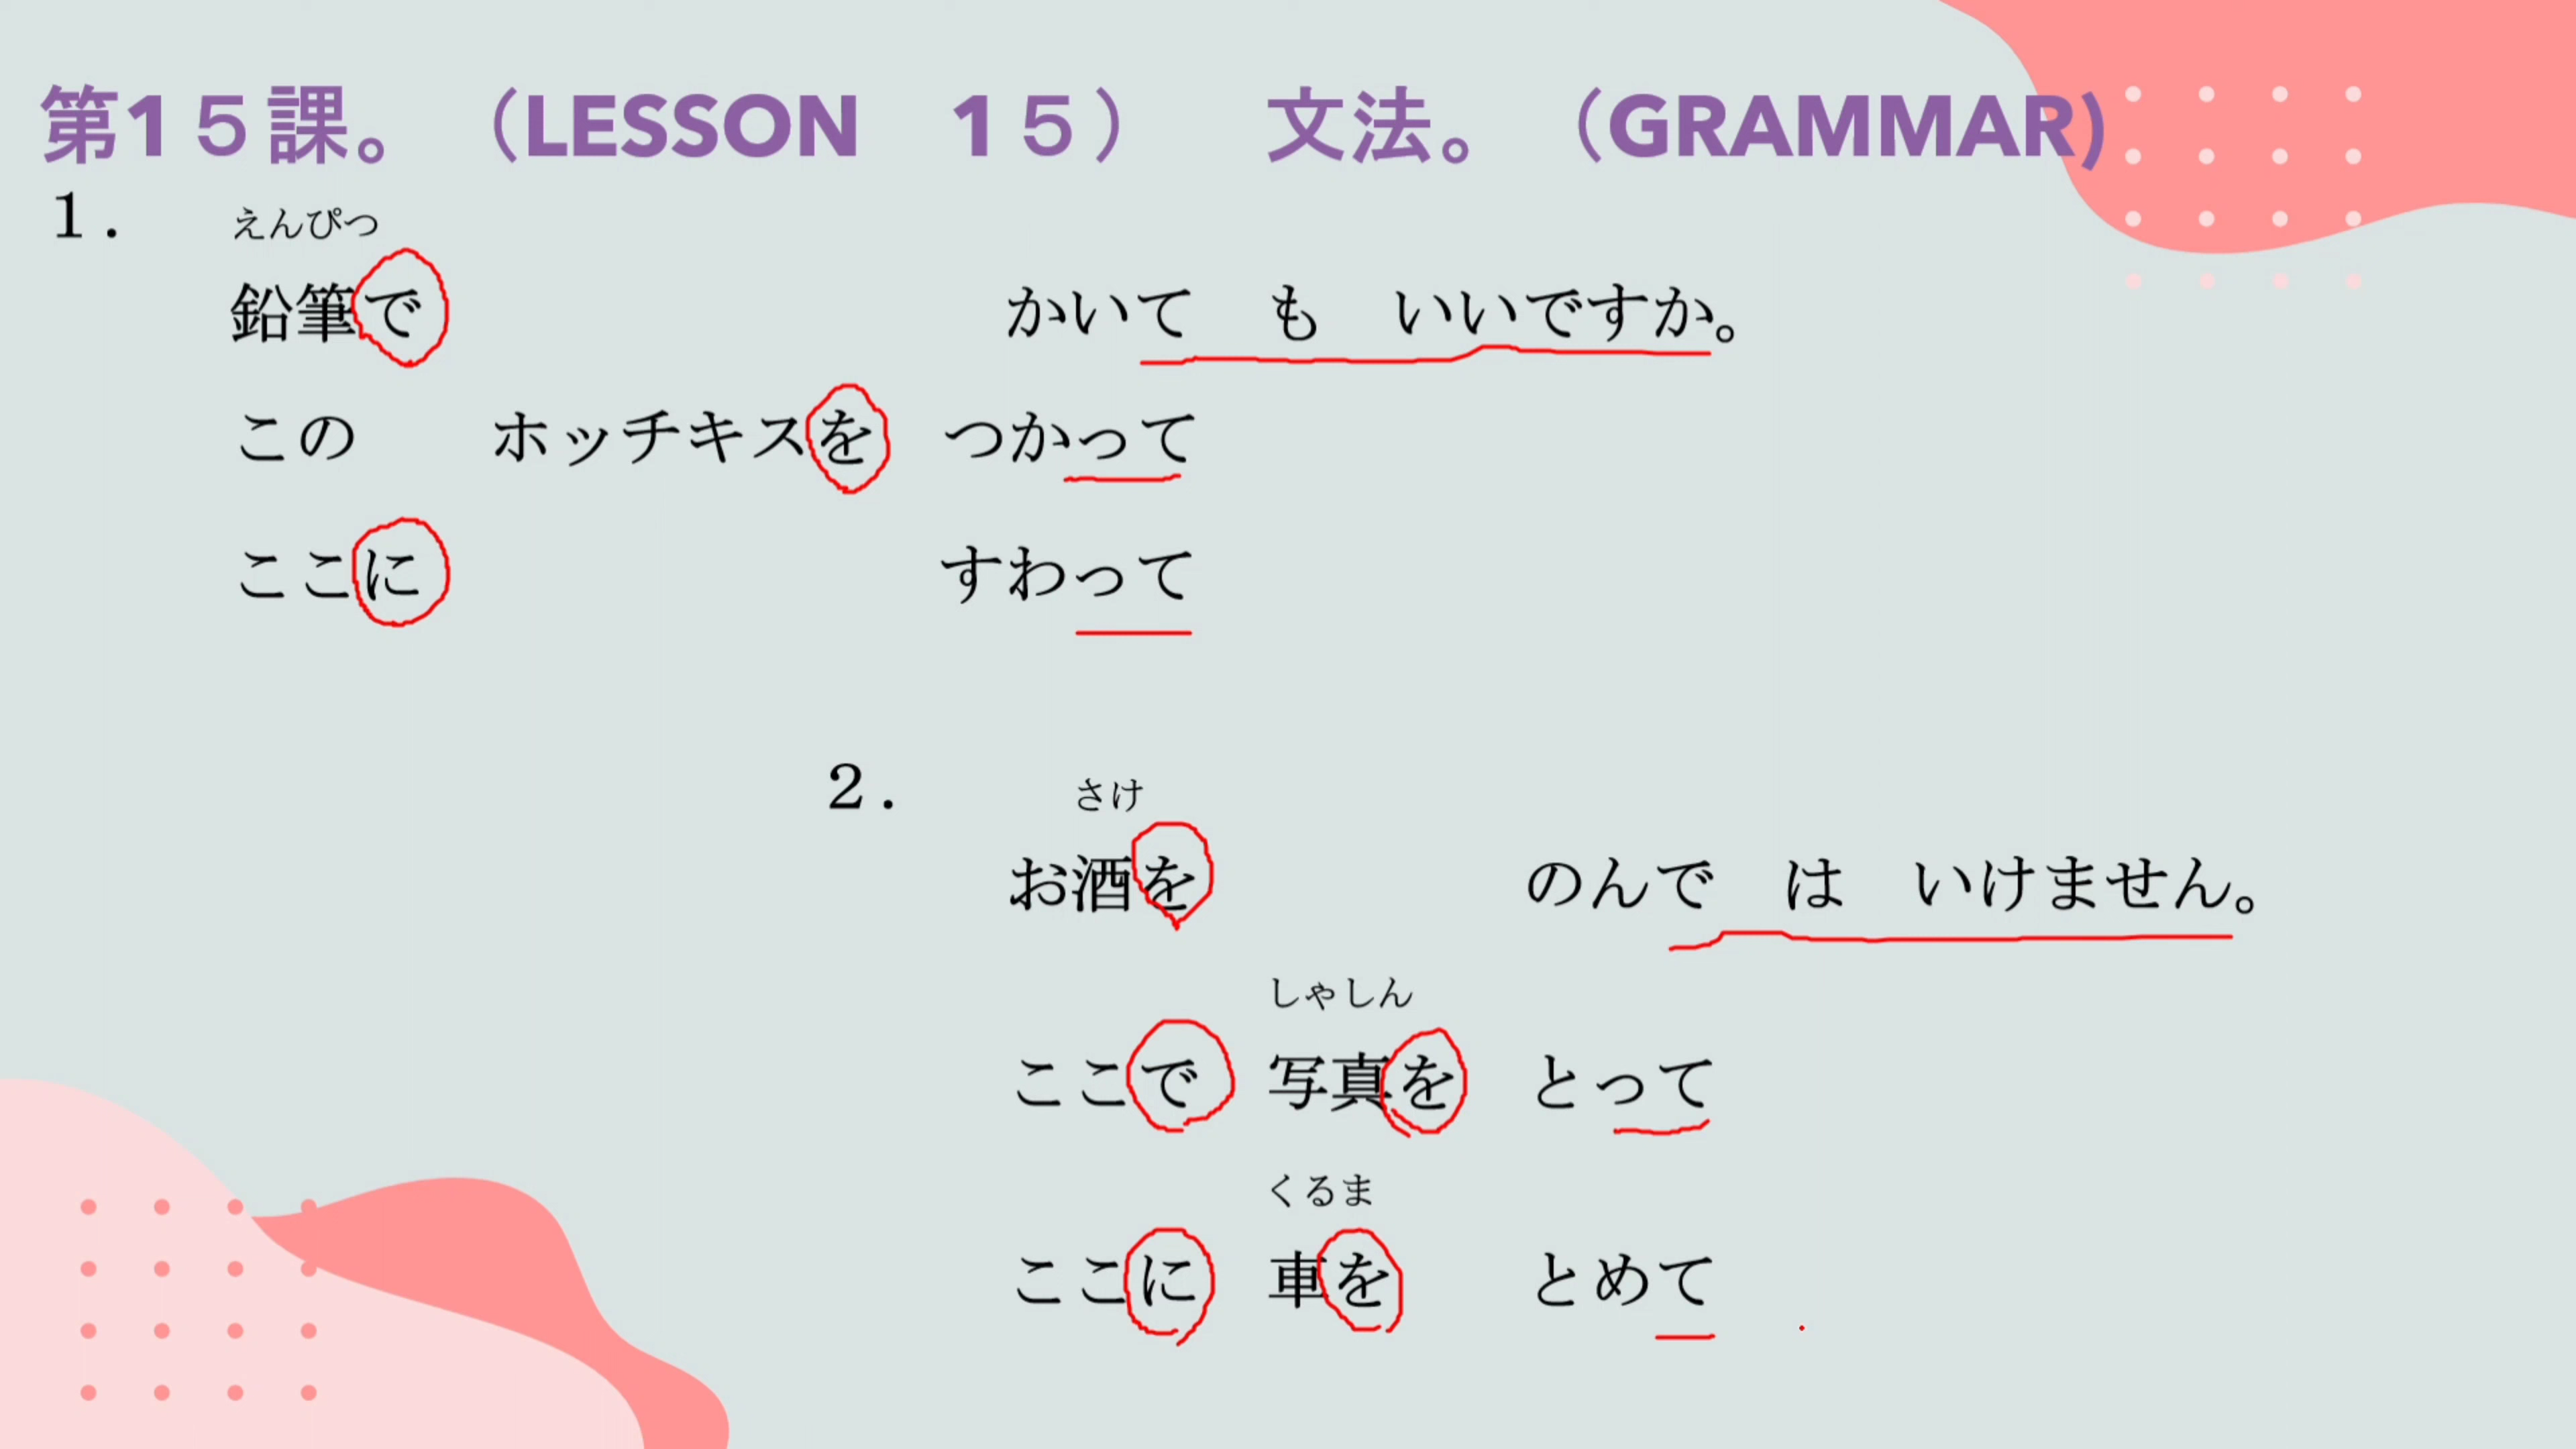 第1５課。　（LESSON　1５）　文法。　（GRAMMAR)
１．
えんぴつ
鉛筆で　かいて　も　いいですか。
この　ホッチキスを　つかって
ここに　すわって
２．
さけ
お酒を　のんで　は　いけません。
しゃしん
ここで　写真を　とって
くるま
ここに　車を　とめて